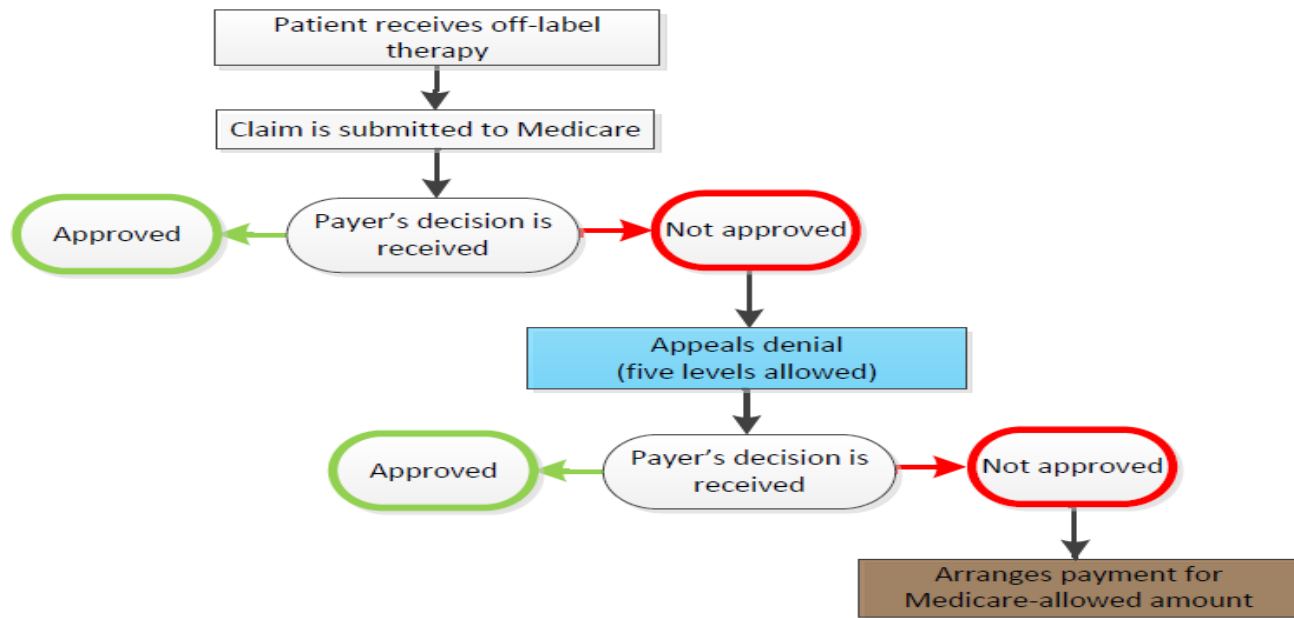 Patient receives off-label
therapy
Claim is submitted to Medicare
Approved
Payer's decision is
received
Not approved
Appeals denial
(five levels allowed)
Approved
Payer's decision is
received
Not approved
Arranges payment for
Medicare-allowed amount